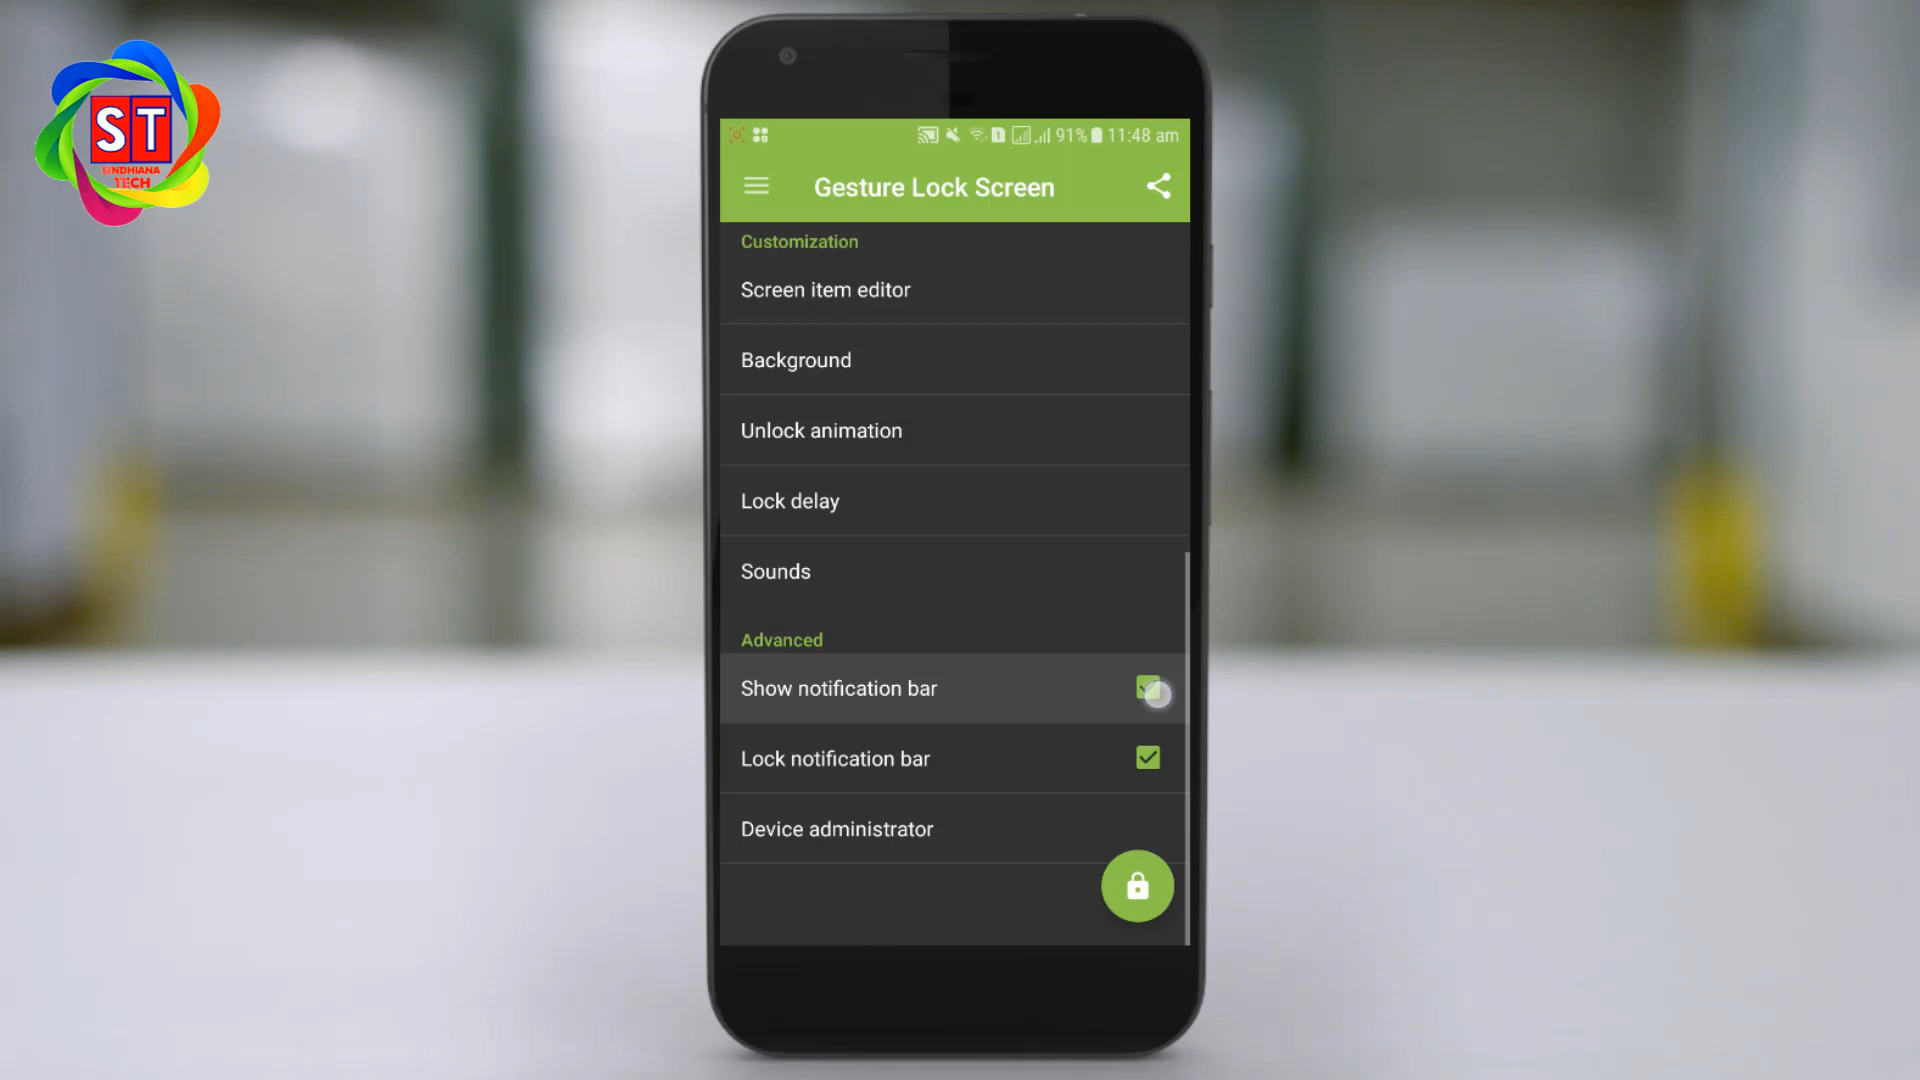 ST
SINDHIANA
TECH
1 91% 11:48 am
Gesture Lock Screen
Customization
Screen item editor
Background
Unlock animation
Lock delay
Sounds
Advanced
Show notification bar
Lock notification bar
Device administrator